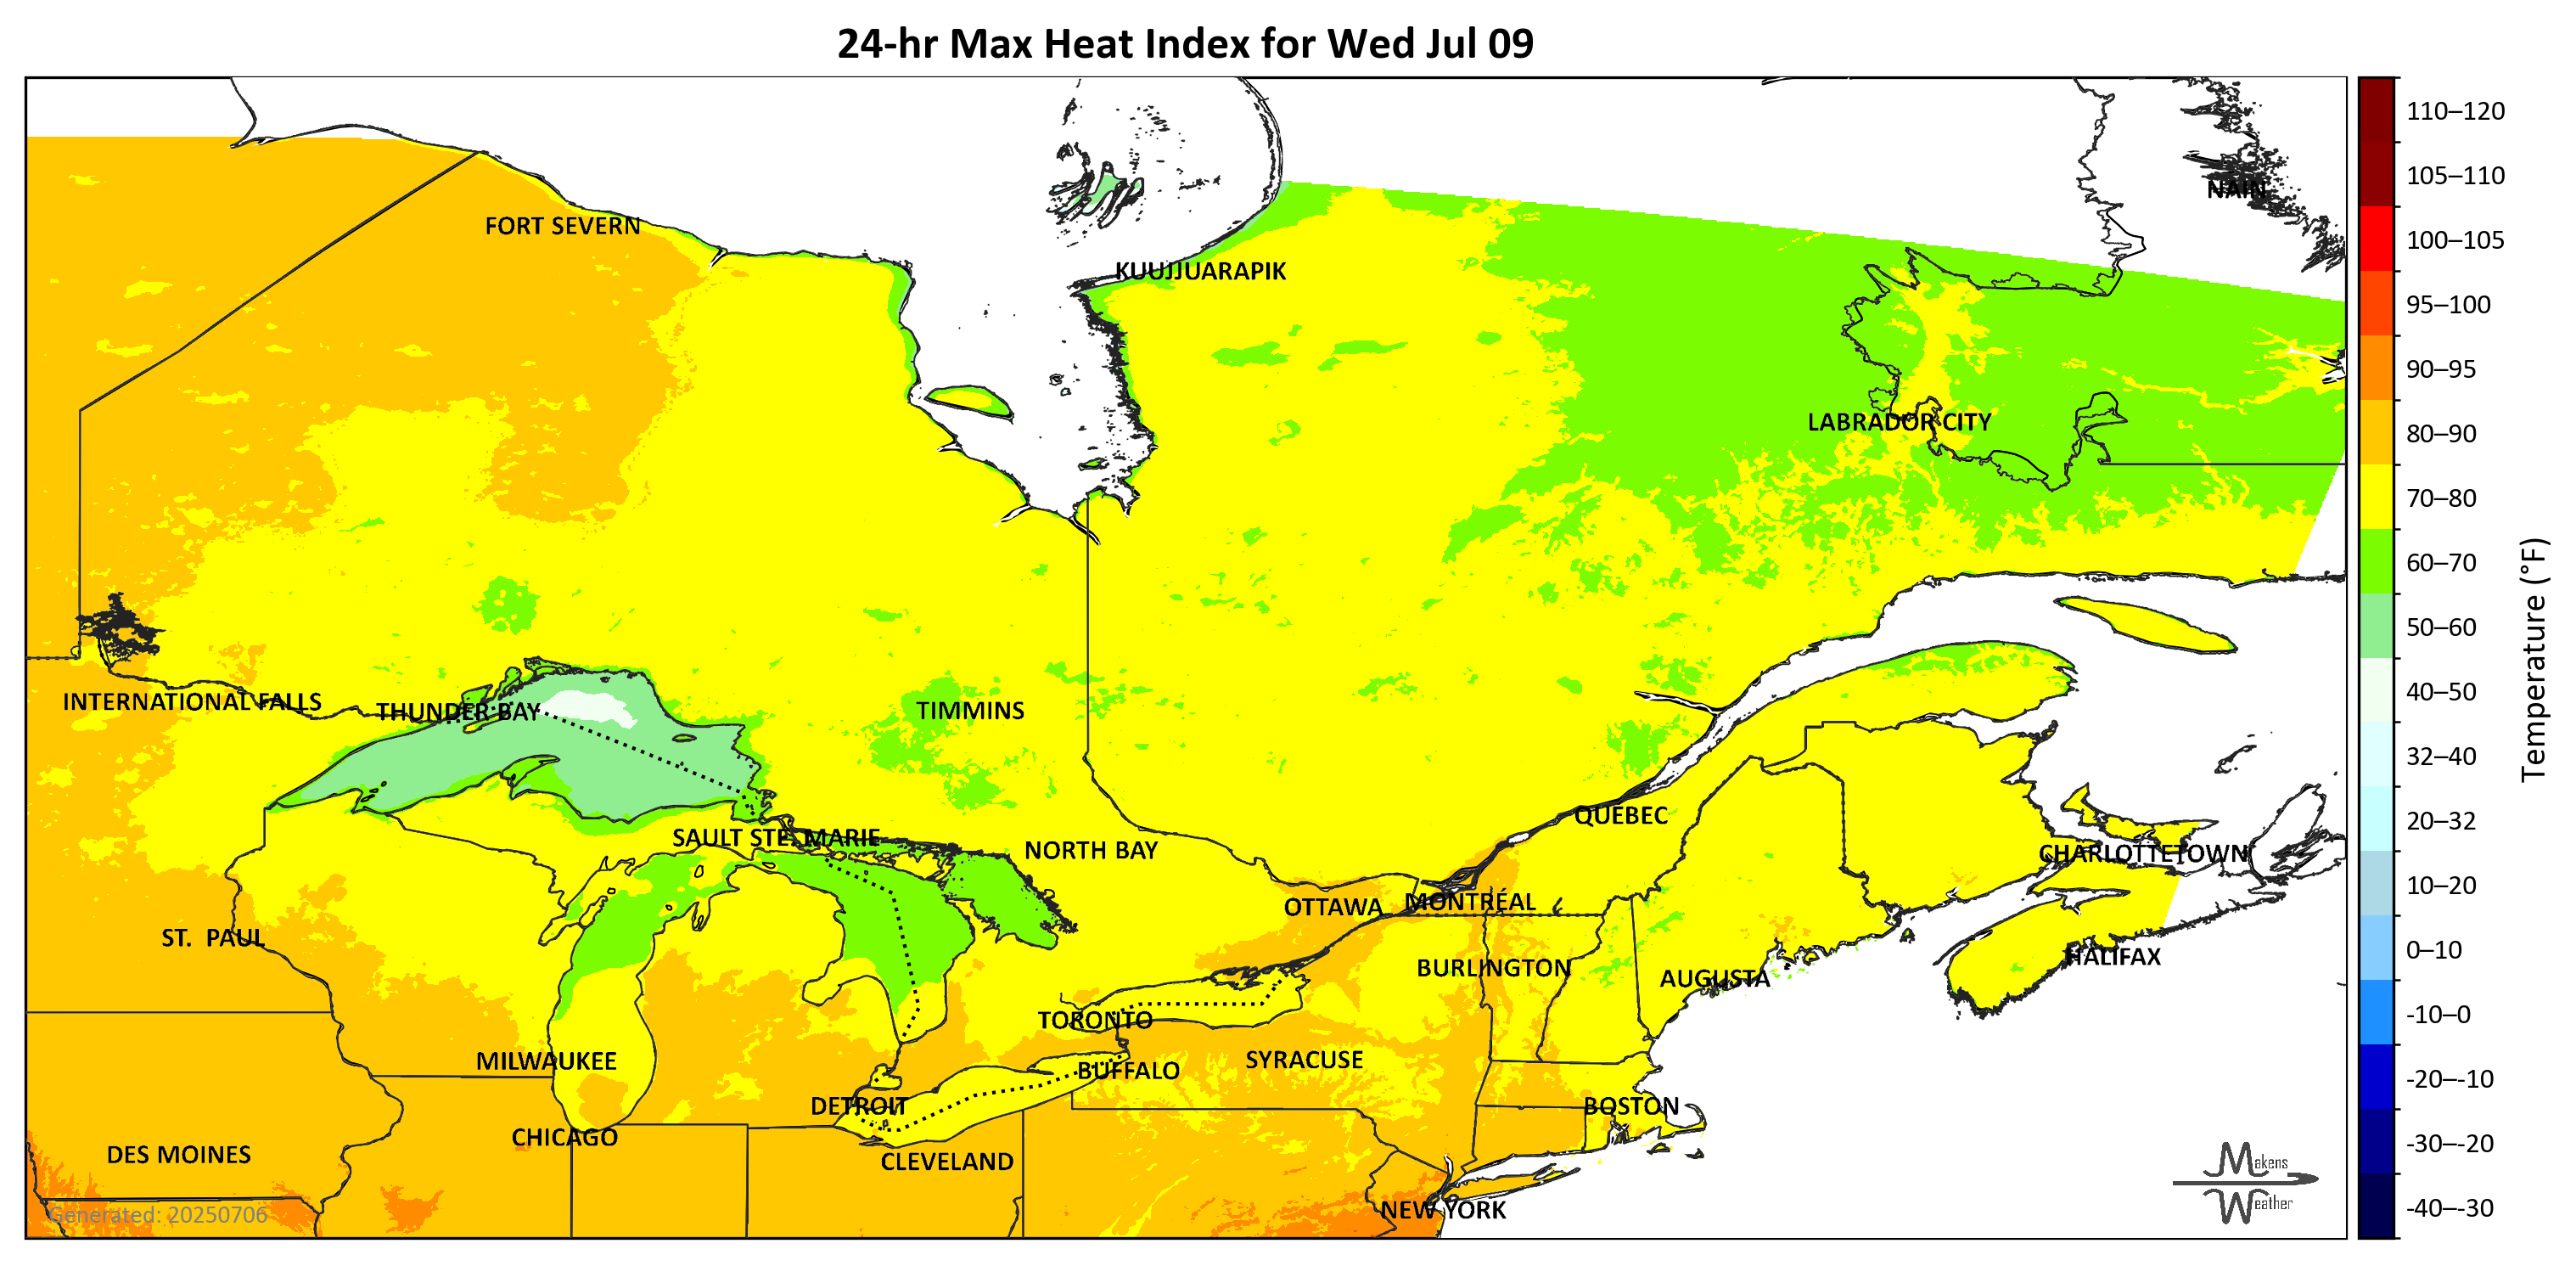 24-hr Max Heat Index for Wed Jul 09
110–120
105–110
NAIN
FORT SEVERN
100–105
KUUJJUARAPIK
95–100
90–95
LABRADOR CITY
80–90
70–80
60–70
50–60
Temperature (°F)
40–50
INTERNATIONAL FALLS
THUNDER BAY
TIMMINS
32–40
QUÉBEC
20–32
SAULT STE. MARIE
NORTH BAY
CHARLOTTETOWN
10–20
OTTAWA
MONTRÉAL
ST. PAUL
0–10
HALIFAX
BURLINGTON
AUGUSTA
-10–0
TORONTO
MILWAUKEE
SYRACUSE
BUFFALO
-20–-10
DETROIT
BOSTON
CHICAGO
-30–-20
DES MOINES
CLEVELAND
Makens
Weather
-40–-30
NEW YORK
Generated: 20250706